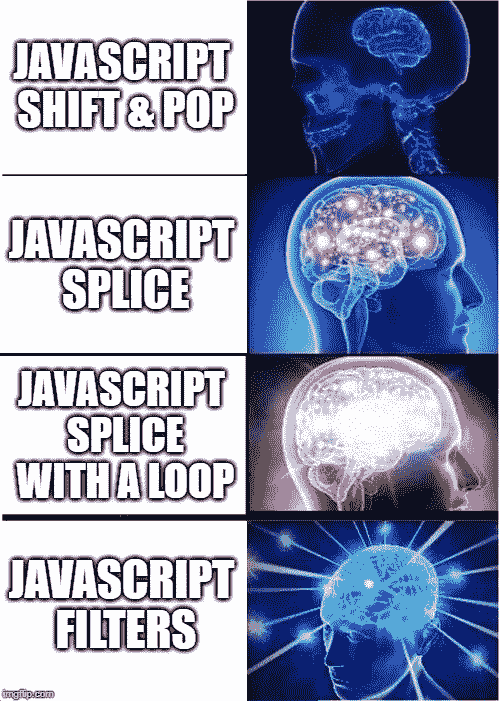 JAVASCRIPT
SHIFT & POP
JAVASCRIPT
SPLICE
JAVASCRIPT
SPLICE
WITH A LOOP
JAVASCRIPT
FILTERS
imgflip.com